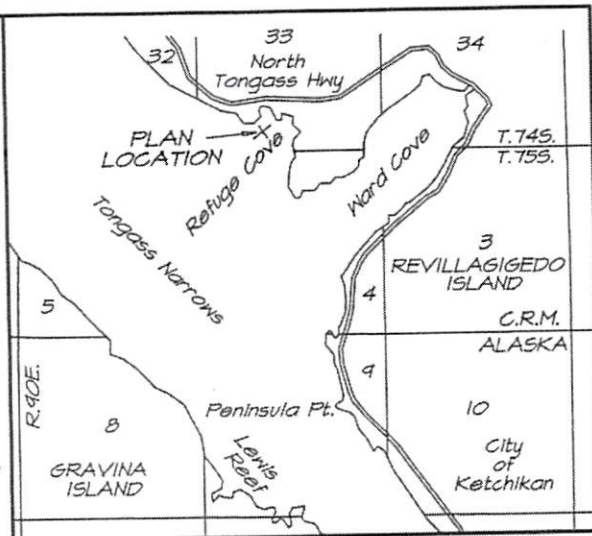 32
33
34
North
Tongass Hwy
PLAN
LOCATION
Refuge Cove
Ward Cove
T.74S.
T.75S.
Tongass Narrows
3
REVILLAGIGEDO
ISLAND
5
4
C.R.M.
ALASKA
R.90E.
9
8
Peninsula Pt.
10
Lewis
Reef
City
of
Ketchikan
GRAVINA
ISLAND